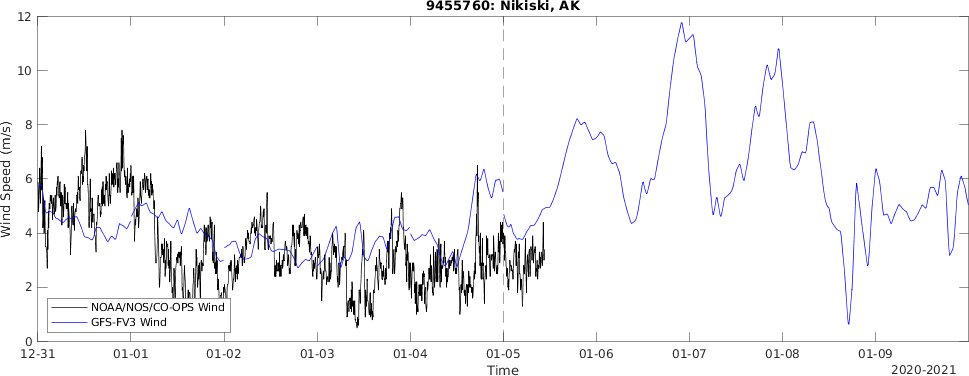 9455760: Nikiski, AK
12
10
8
6
4
2
0
Wind Speed (m/s)
NOAA/NOS/CO-OPS Wind
GFS-FV3 Wind
12-31 01-01 01-02 01-03 01-04 01-05 01-06 01-07 01-08 01-09
Time
2020-2021